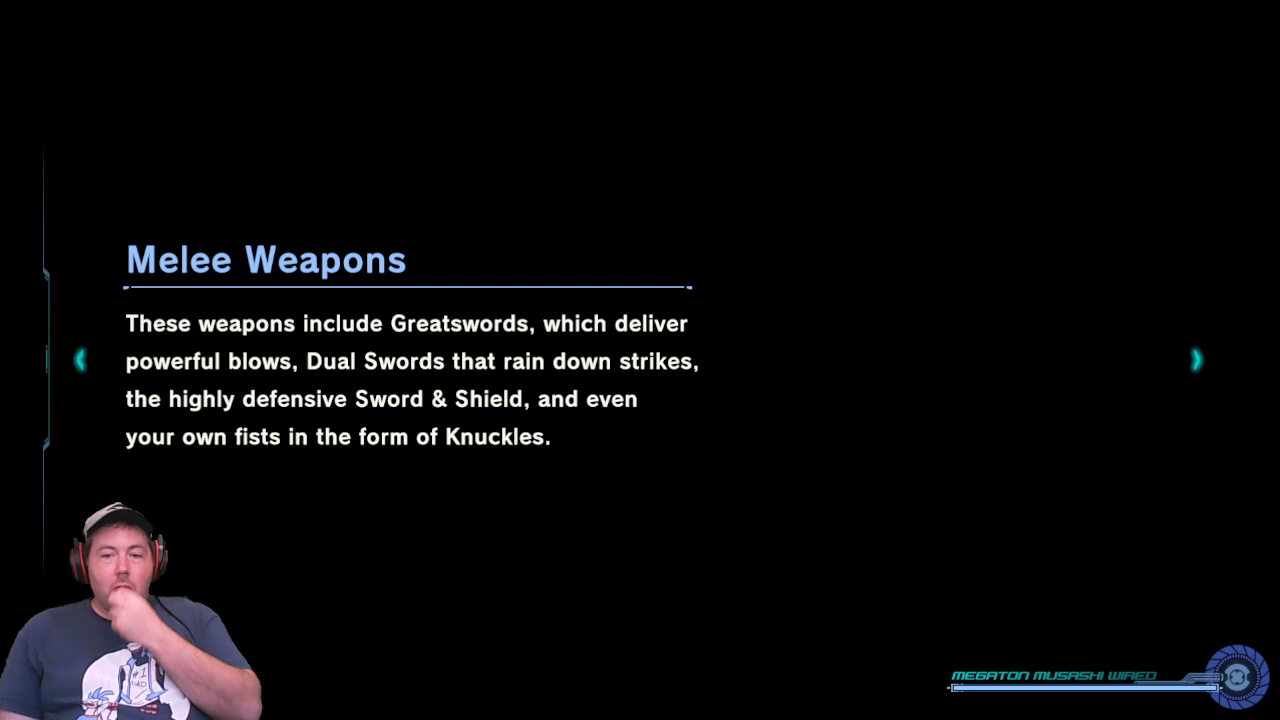 Melee Weapons
These weapons include Greatswords, which deliver
powerful blows, Dual Swords that rain down strikes,
the highly defensive Sword & Shield, and even
your own fists in the form of Knuckles.
#1
MEGATON MUSASHI WIRED